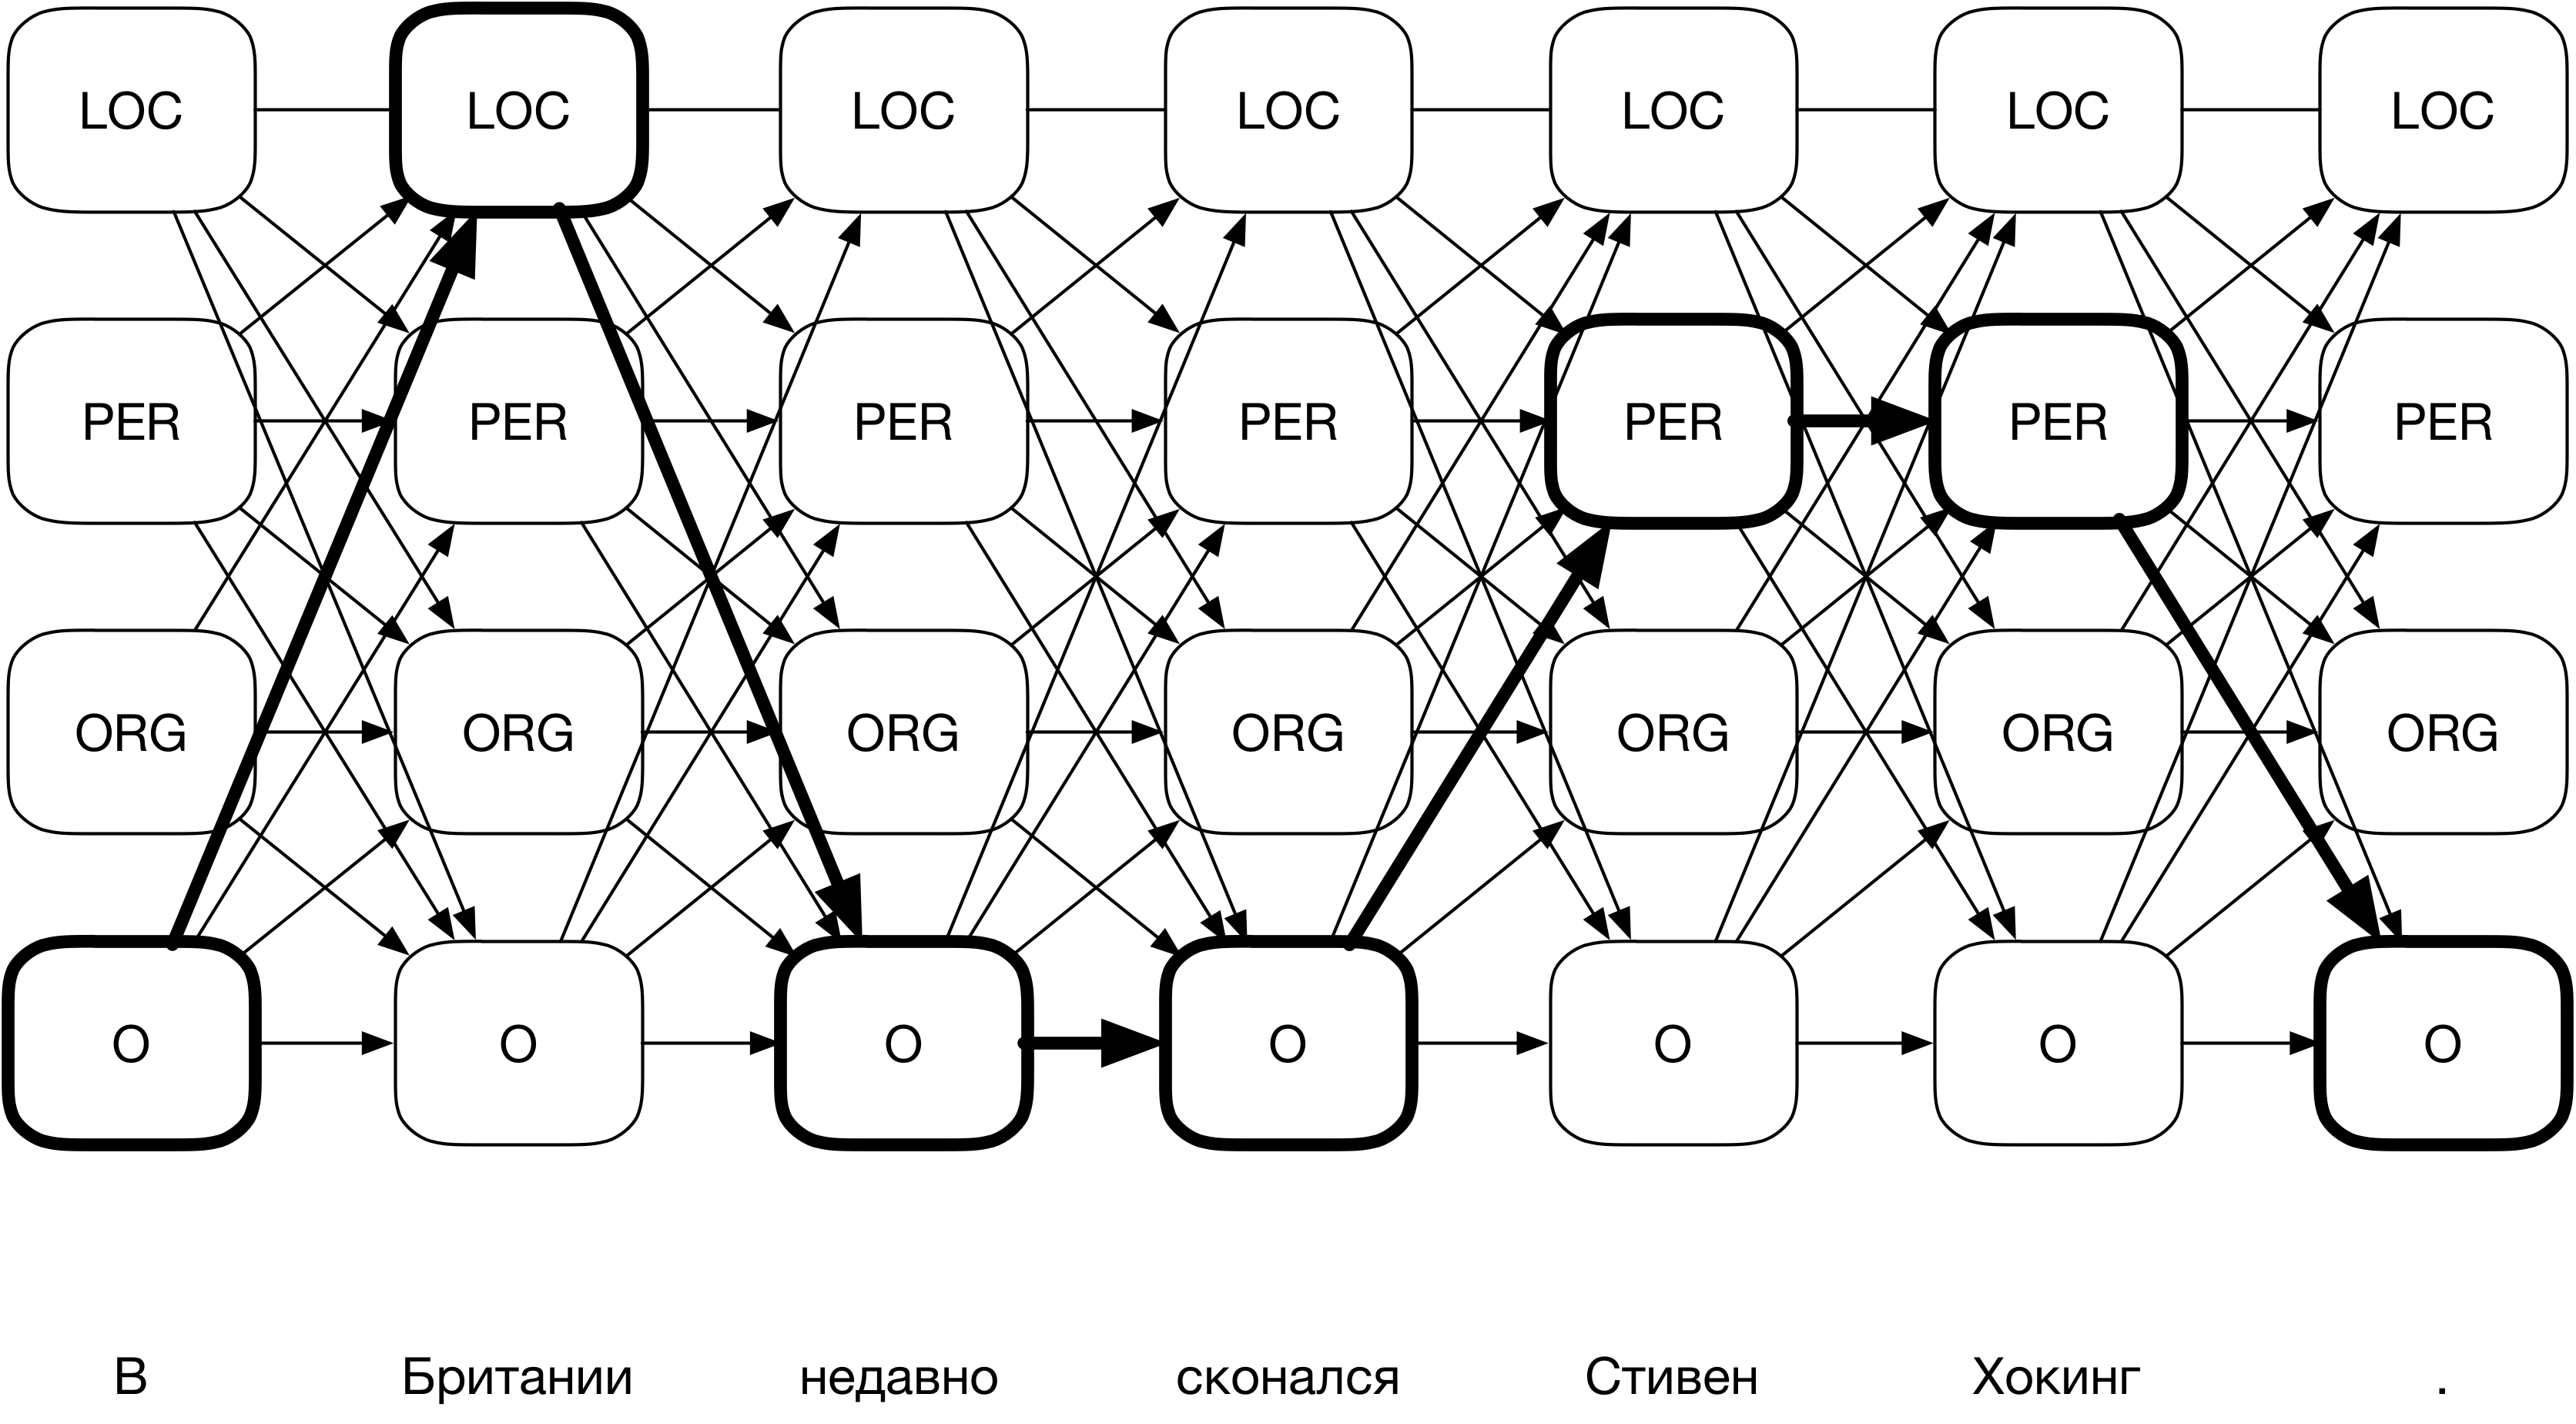 LOC LOC LOC LOC LOC LOC LOC
PER PER PER PER PER PER PER
ORG ORG ORG ORG ORG ORG ORG
O O O O O O O
В Британии недавно сконался Стивен Хокинг .